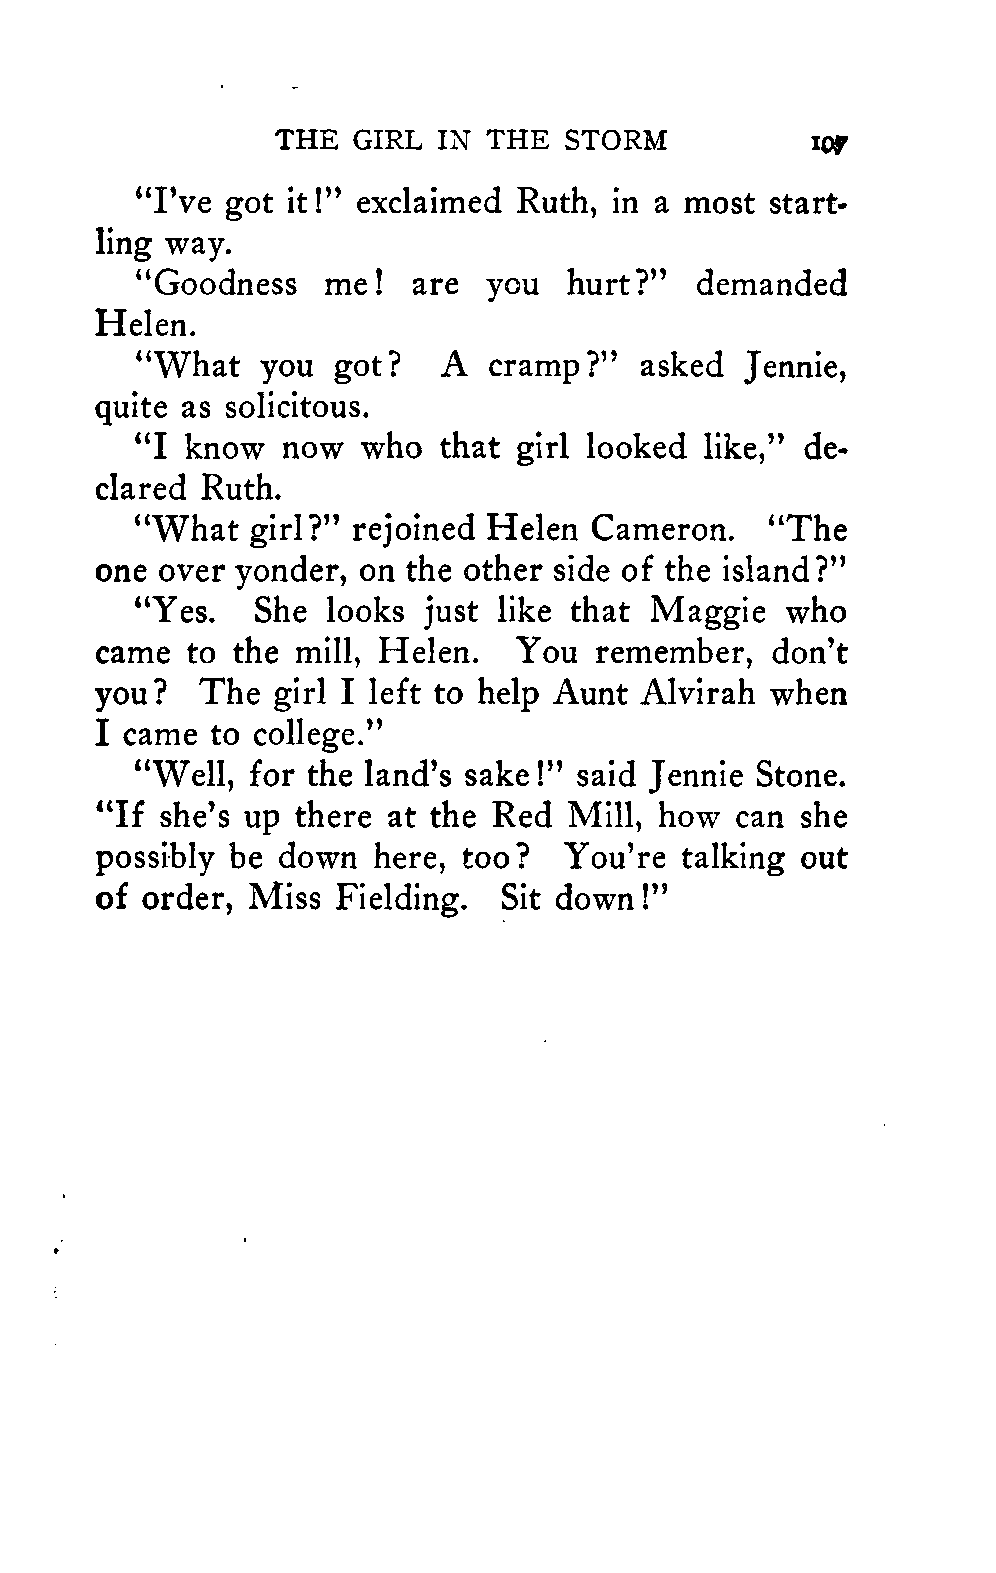 THE GIRL IN THE STORM 107
"I've got it!" exclaimed Ruth, in a most start-
ling way.
"Goodness me! are you hurt?" demanded
Helen.
"What you got? A cramp?" asked Jennie,
quite as solicitous.
"I know now who that girl looked like," de-
clared Ruth.
"What girl?" rejoined Helen Cameron. "The
one over yonder, on the other side of the island?"
"Yes. She looks just like that Maggie who
came to the mill, Helen. You remember, don't
you? The girl I left to help Aunt Alvirah when
I came to college."
"Well, for the land's sake!" said Jennie Stone.
"If she's up there at the Red Mill, how can she
possibly be down here, too? You're talking out
of order, Miss Fielding. Sit down!"